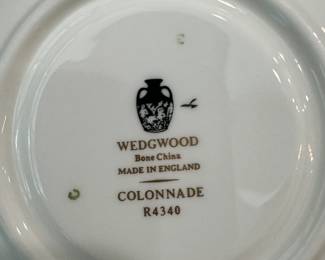 WEDGWOOD
Bone China
MADE IN ENGLAND
COLONNADE
R4340